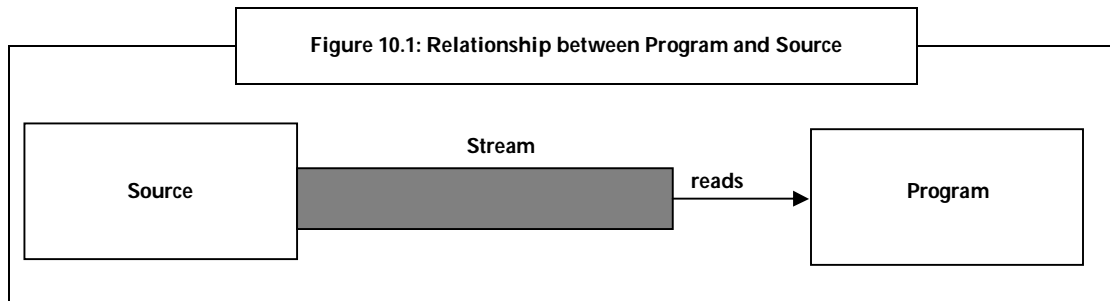 Figure 10.1: Relationship between Program and Source
Stream
Source
reads
Program